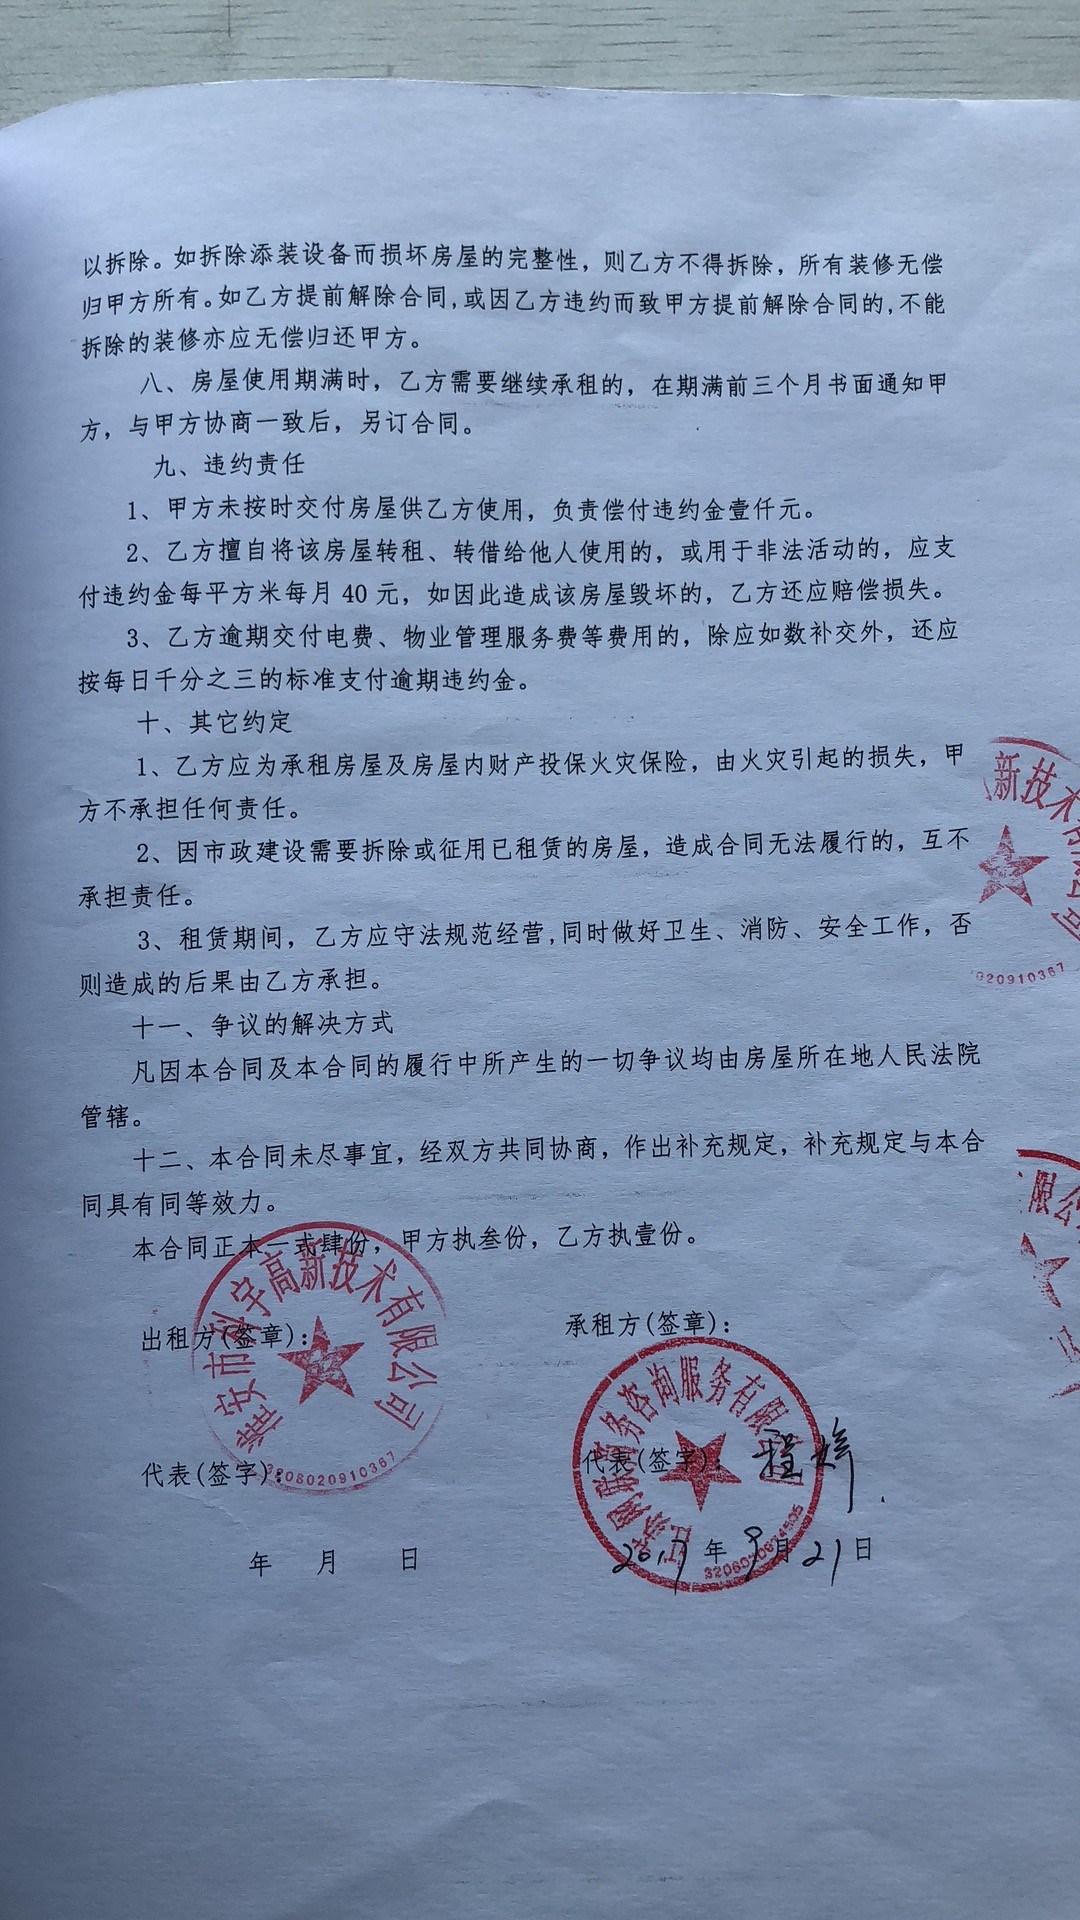 以拆除。如拆除添装设备而损坏房屋的完整性，则乙方不得拆除，所有装修无偿
归甲方所有。如乙方提前解除合同,或因乙方违约而致甲方提前解除合同的,不能
拆除的装修亦应无偿归还甲方。
八、房屋使用期满时，乙方需要继续承租的，在期满前三个月书面通知甲
方，与甲方协商一致后，另订合同。
九、违约责任
1、甲方未按时交付房屋供乙方使用，负责偿付违约金壹仟元。
2、乙方擅自将该房屋转租、转借给他人使用的，或用于非法活动的，应支
付违约金每平方米每月40元，如因此造成该房屋毁坏的，乙方还应赔偿损失。
3、乙方逾期交付电费、物业管理服务费等费用的，除应如数补交外，还应
按每日千分之三的标准支付逾期违约金。
十、其它约定
1、乙方应为承租房屋及房屋内财产投保火灾保险，由火灾引起的损失，甲
方不承担任何责任。
2、因市政建设需要拆除或征用已租赁的房屋，造成合同无法履行的，互不
承担责任。
3、租赁期间，乙方应守法规范经营,同时做好卫生、消防、安全工作，否
则造成的后果由乙方承担。
十一、争议的解决方式
凡因本合同及本合同的履行中所产生的一切争议均由房屋所在地人民法院
管辖。
十二、本合同未尽事宜，经双方共同协商，作出补充规定，补充规定与本合
同具有同等效力。
本合同正本一式肆份，甲方执叁份，乙方执壹份。
出租方(签章)：
承租方(签章)：
代表(签字)：
代表(签字)：程婷
年 月 日
2017年9月21日
淮安市 宇高新技术有限公司
3208020910367
江苏 商务咨询服务有限
新技术
020910367
限公